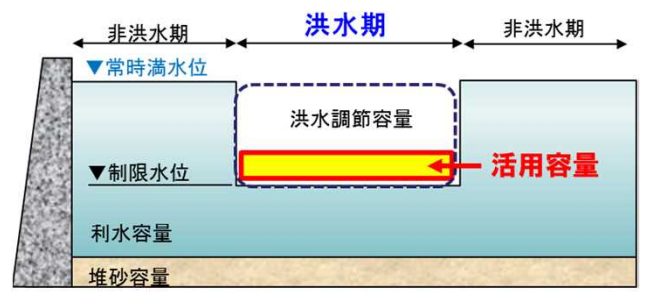 非洪水期
洪水期
非洪水期
▼常時満水位
洪水調節容量
▼制限水位
活用容量
利水容量
堆砂容量